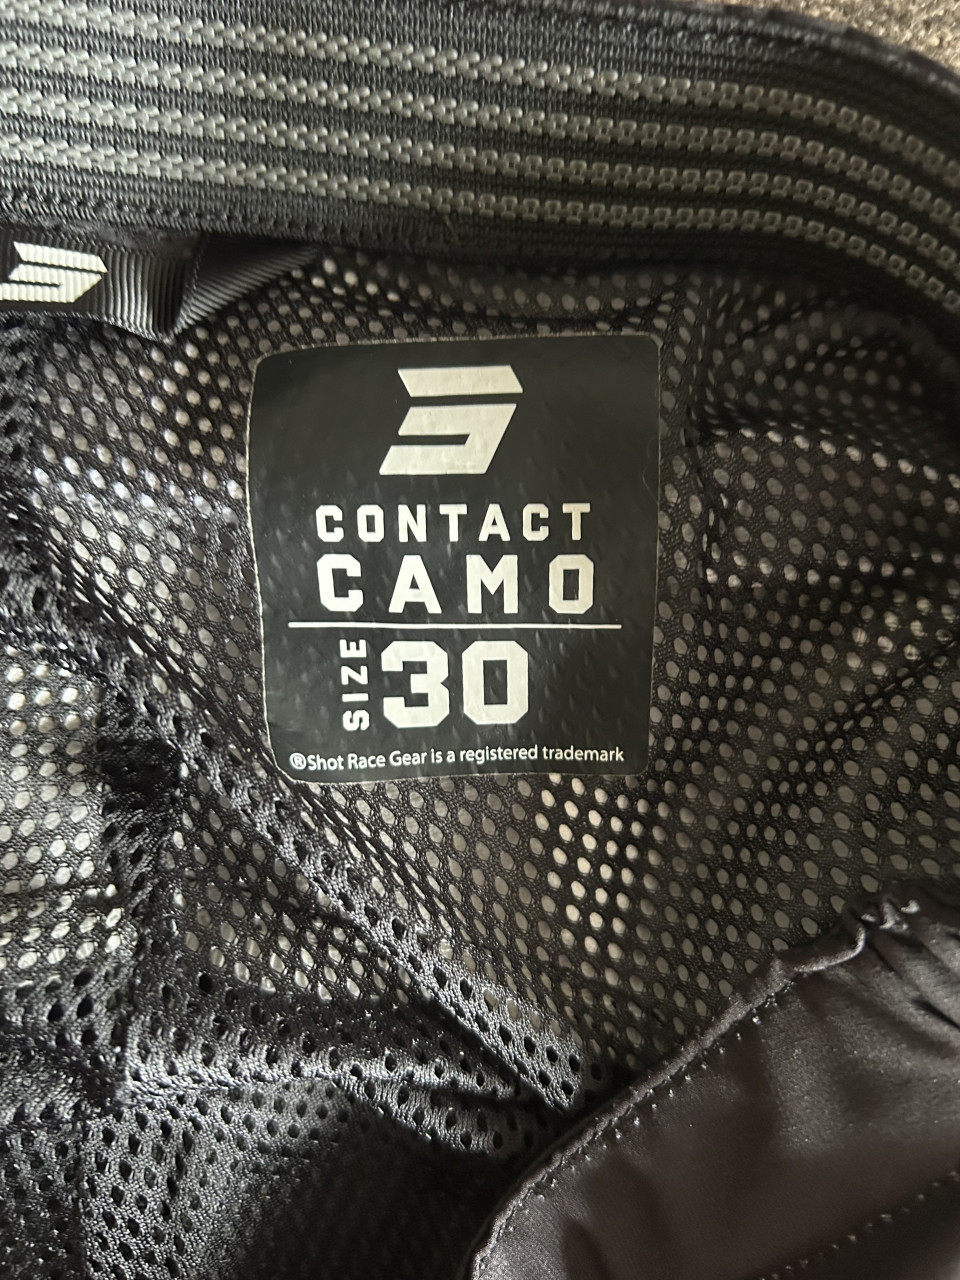 CONTACT
CAMO
SIZE 30
®Shot Race Gear is a registered trademark